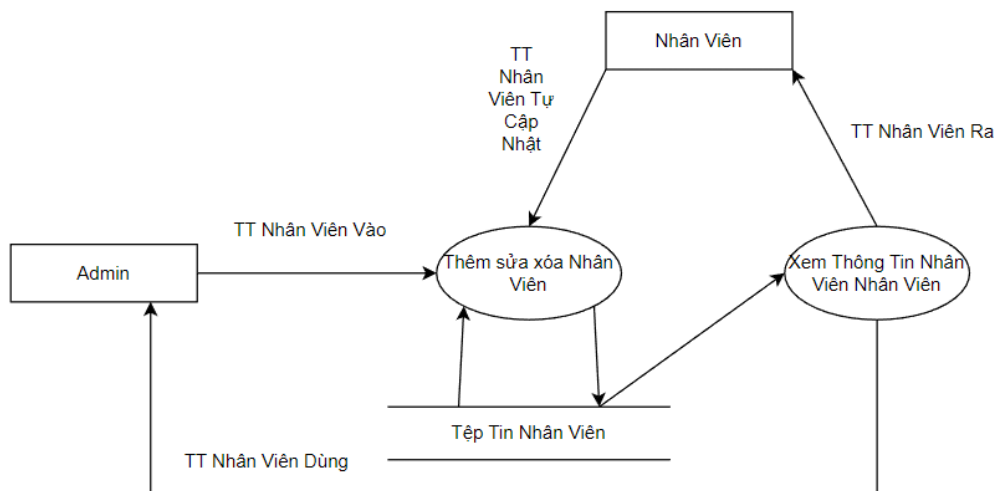 Nhân Viên
TT
Nhân
Viên Tự
Cập
Nhật
TT Nhân Viên Ra
TT Nhân Viên Vào
Admin
Thêm sửa xóa Nhân
Viên
Xem Thông Tin Nhân
Viên Nhân Viên
Tệp Tin Nhân Viên
TT Nhân Viên Dùng